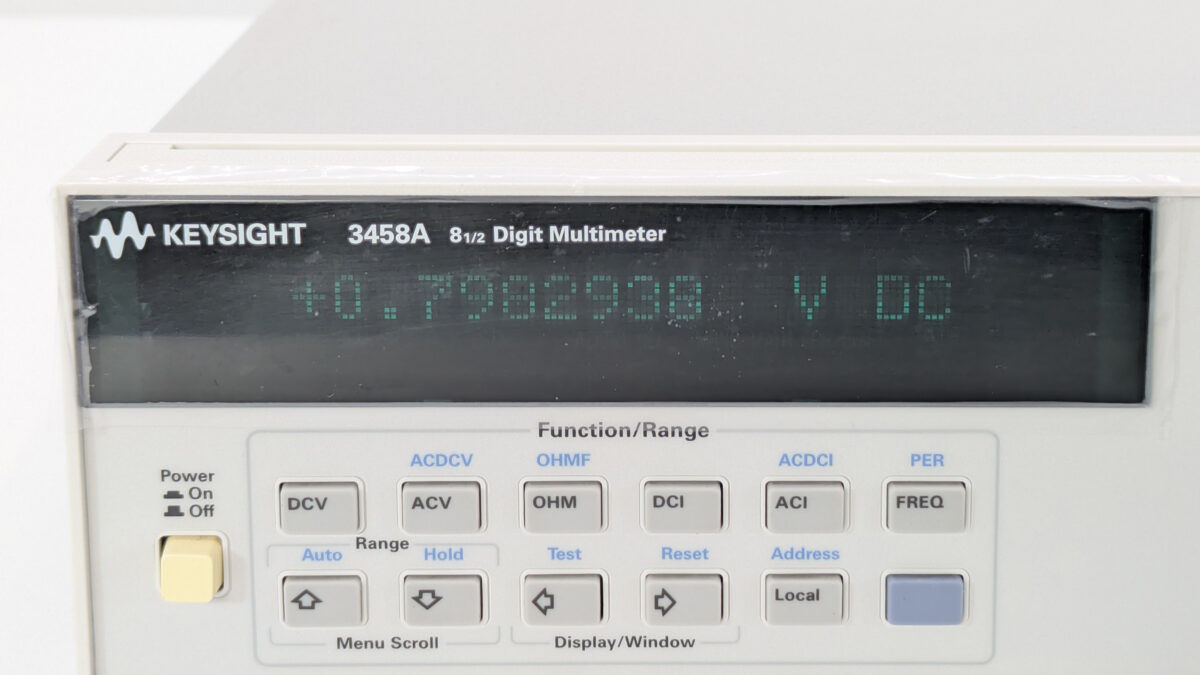 KEYSIGHT 3458A 8 1/2 Digit Multimeter
+0.7982938 V DC
Function/Range
Power
On
Off
ACDCV OHMF ACDCI PER
DCV ACV OHM DCI ACI FREQ
Range
Auto Hold Test Reset Address
Local
Menu Scroll Display/Window